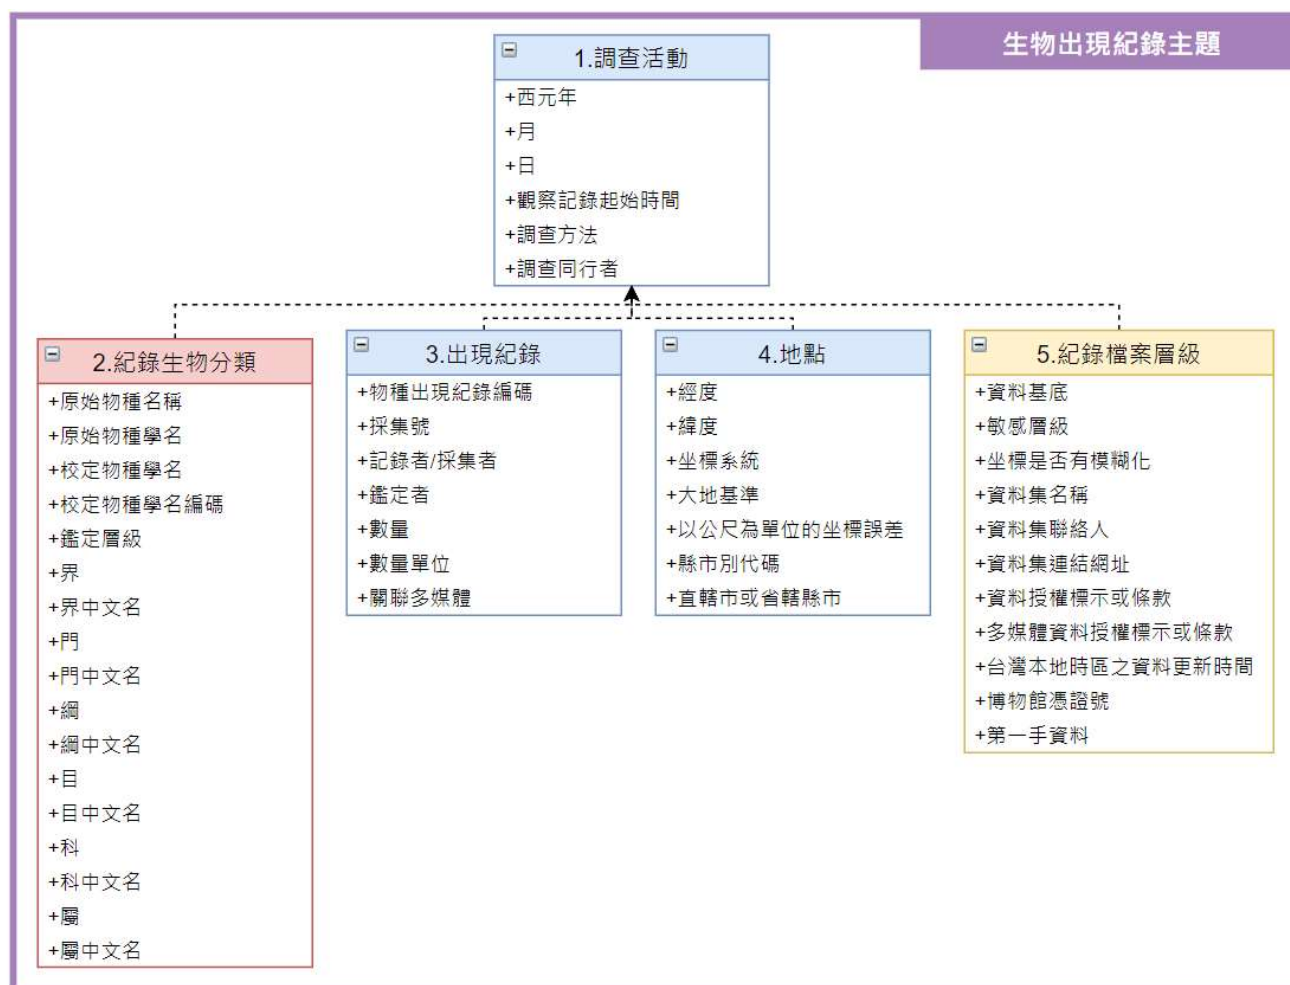 生物出現紀錄主題
1.調查活動
+西元年
+月
+日
+觀察記錄起始時間
+調查方法
+調查同行者
2.紀錄生物分類
+原始物種名稱
+原始物種學名
+校定物種學名
+校定物種學名編碼
+鑑定層級
+界
+界中文名
+門
+門中文名
+綱
+綱中文名
+目
+目中文名
+科
+科中文名
+屬
+屬中文名
3.出現紀錄
+物種出現紀錄編碼
+採集號
+記錄者/採集者
+鑑定者
+數量
+數量單位
+關聯多媒體
4.地點
+經度
+緯度
+坐標系統
+大地基準
+以公尺為單位的坐標誤差
+縣市別代碼
+直轄市或省轄縣市
5.紀錄檔案層級
+資料基底
+敏感層級
+坐標是否有模糊化
+資料集名稱
+資料集聯絡人
+資料集連結網址
+資料授權標示或條款
+多媒體資料授權標示或條款
+台灣本地時區之資料更新時間
+博物館憑證號
+第一手資料